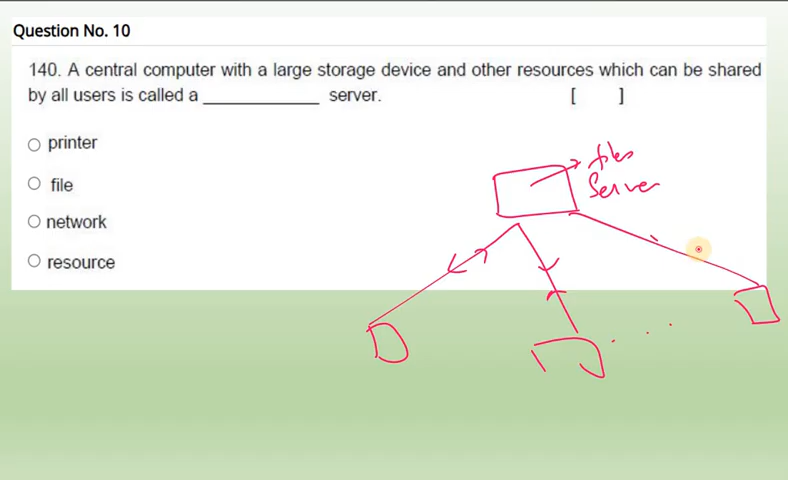 Question No. 10
140. A central computer with a large storage device and other resources which can be shared
by all users is called a ____________ server. [ ]
printer
file
network
resource
files
Server